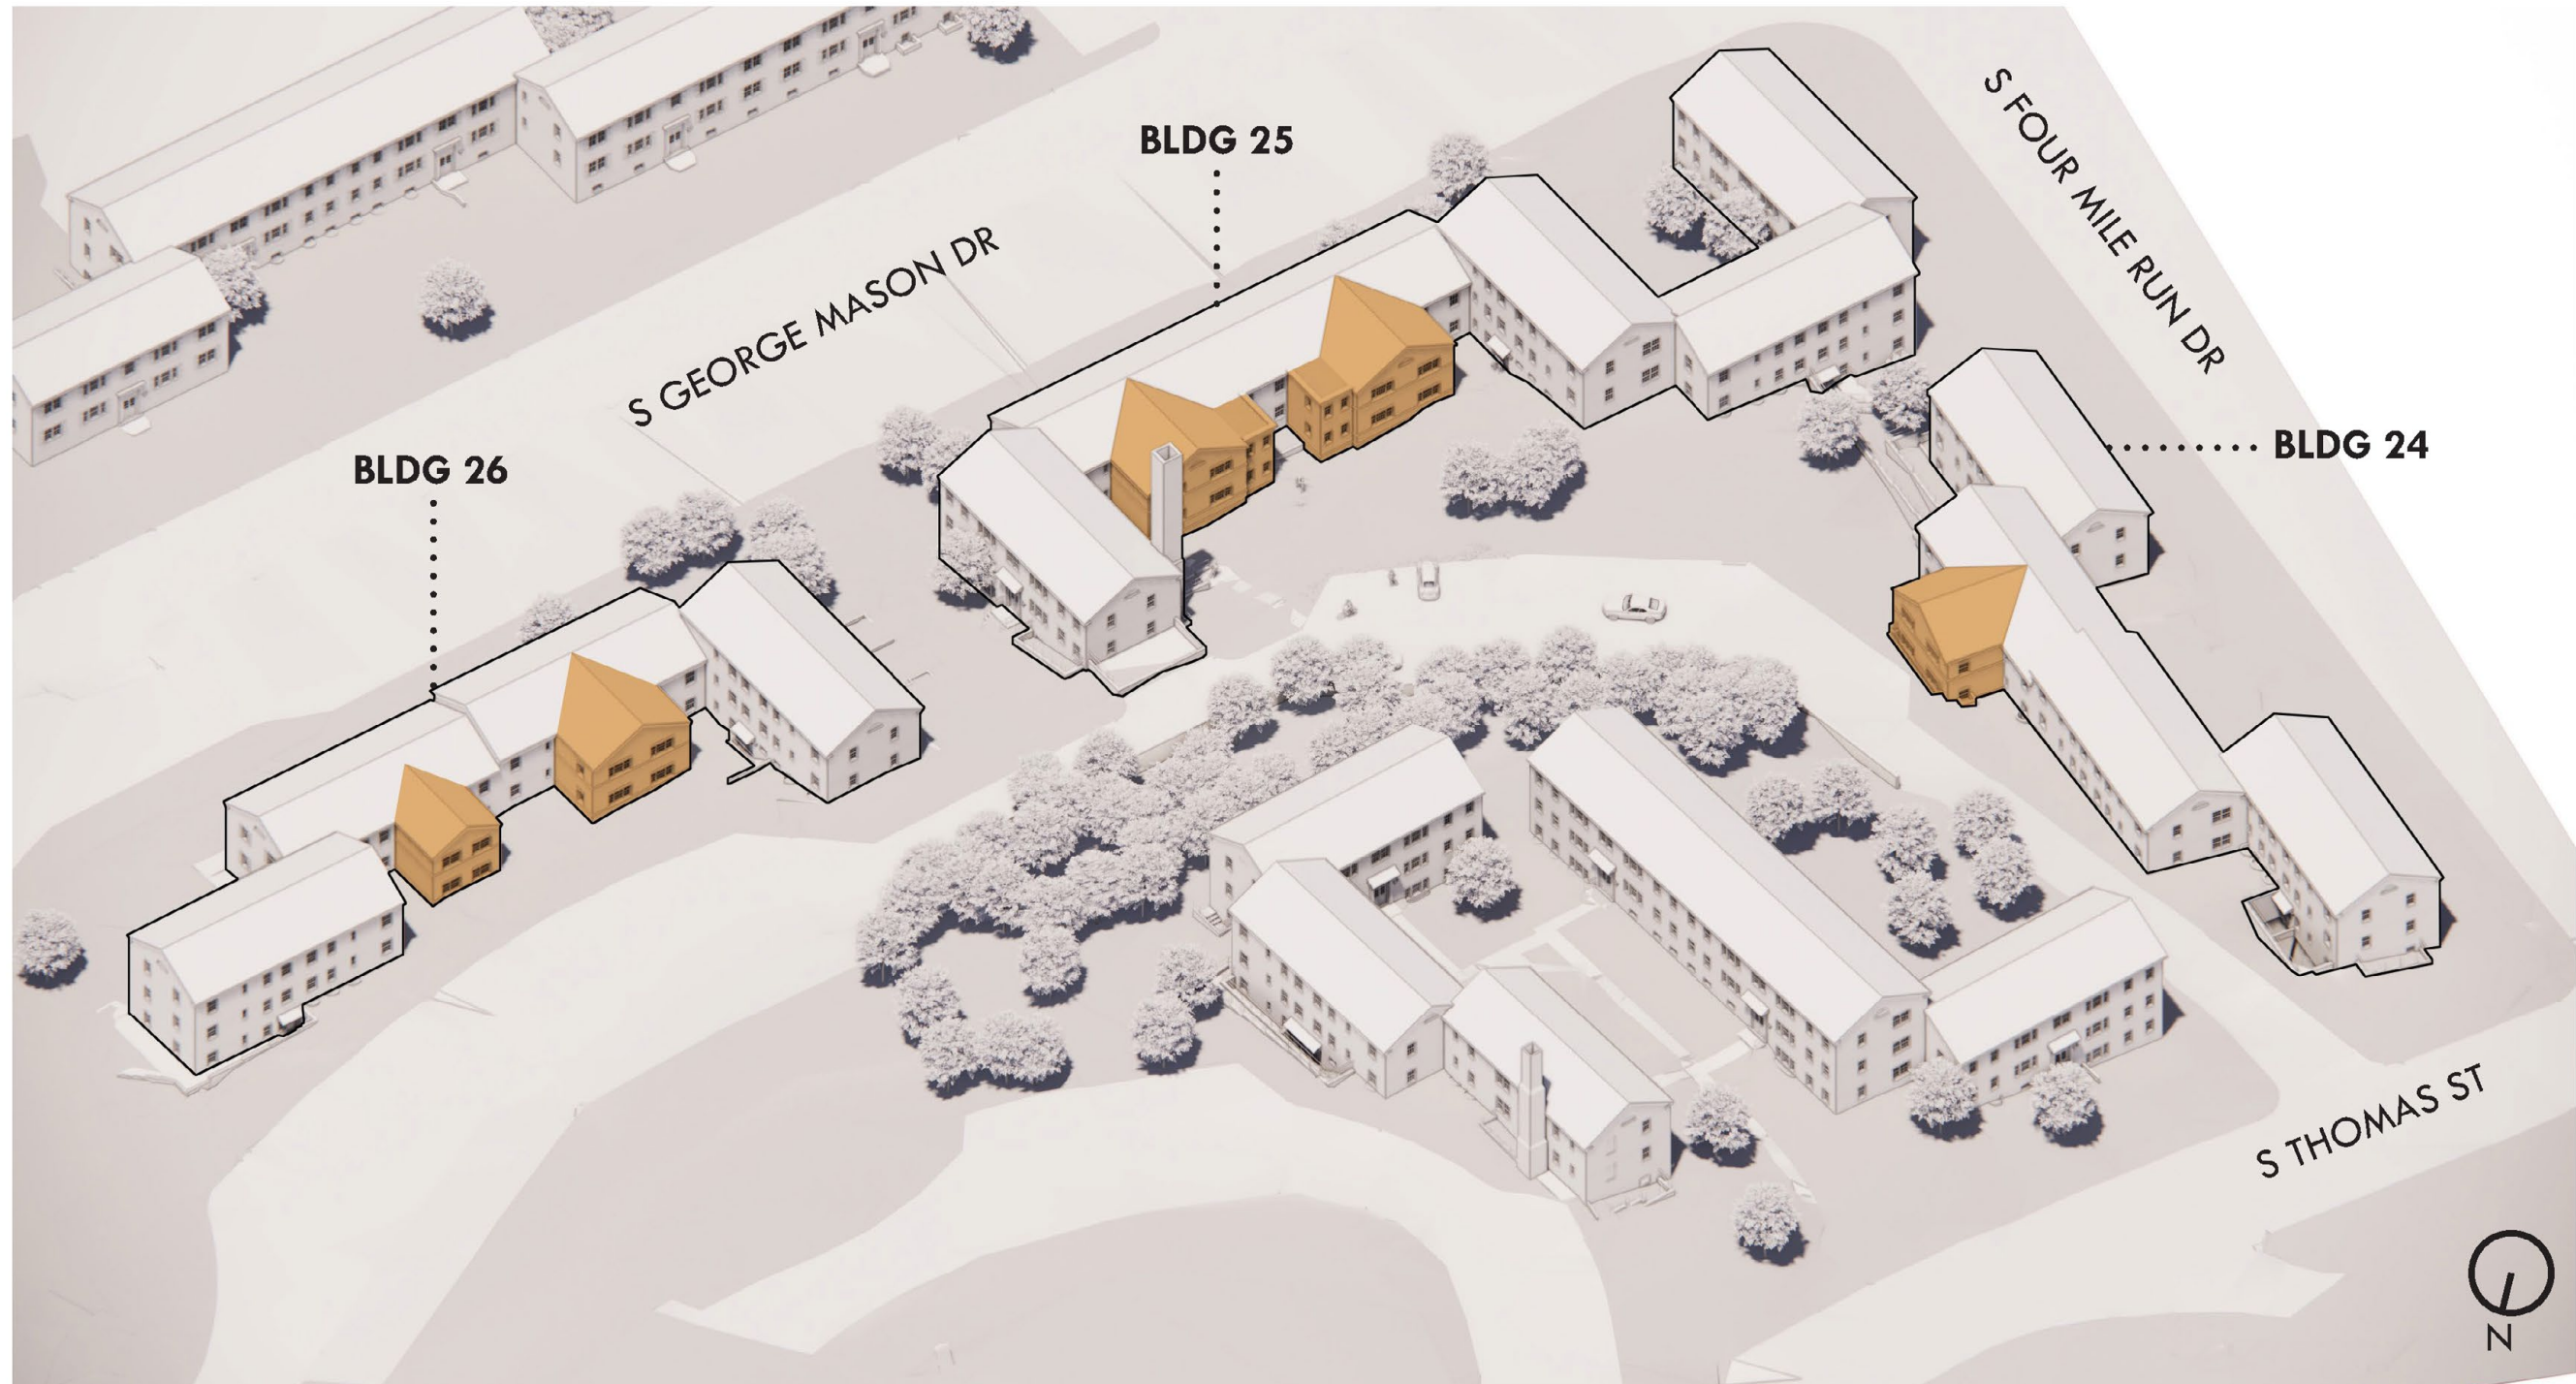 S FOUR MILE RUN DR
BLDG 25
S GEORGE MASON DR
BLDG 24
BLDG 26
S THOMAS ST
N